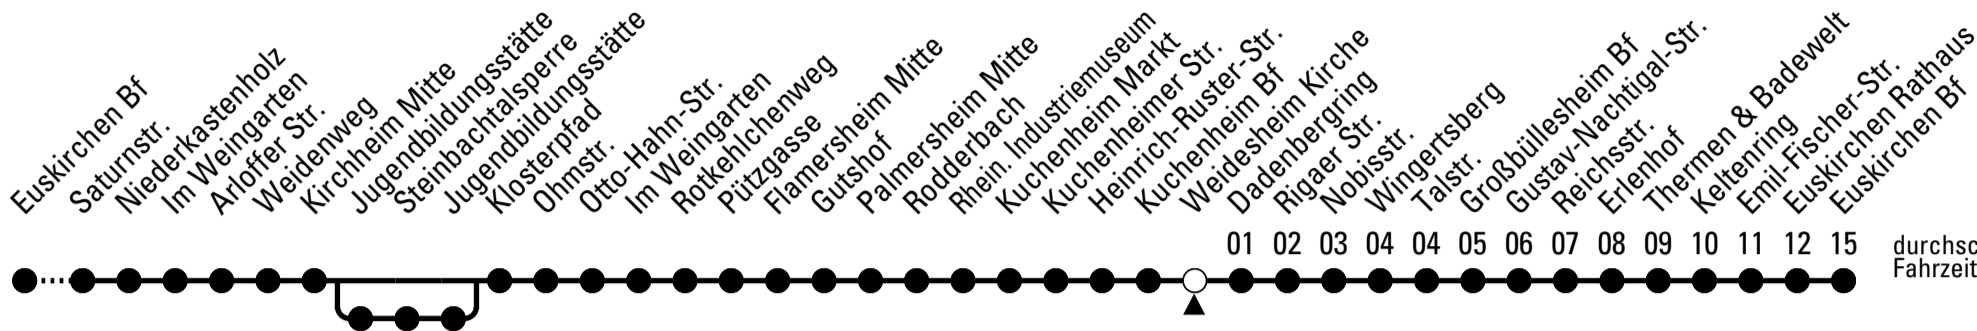 Euskirchen Bf
Saturnstr.
Niederkastenholz
Im Weingarten
Arloffer Str.
Weidenweg
Kirchheim Mitte
Jugendbildungsstätte
Steinbachtalsperre
Jugendbildungsstätte
Klosterpfad
Ohmstr.
Otto-Hahn-Str.
Im Weingarten
Rotkehlchenweg
Pützgasse
Flamersheim Mitte
Gutshof
Palmersheim Mitte
Rodderbach
Rhein. Industriemuseum
Kuchenheim Markt
Kuchenheimer Str.
Heinrich-Ruster-Str.
Kuchenheim Bf
Weidesheim Kirche
Dadenbergring
Rigaer Str.
Nobisstr.
Wingertsberg
Talstr.
Großbüllesheim Bf
Gustav-Nachtigal-Str.
Reichsstr.
Erlenhof
Thermen & Badewelt
Keltenring
Emil-Fischer-Str.
Euskirchen Rathaus
Euskirchen Bf
01 02 03 04 04 05 06 07 08 09 10 11 12 15
durchsc
Fahrzeit